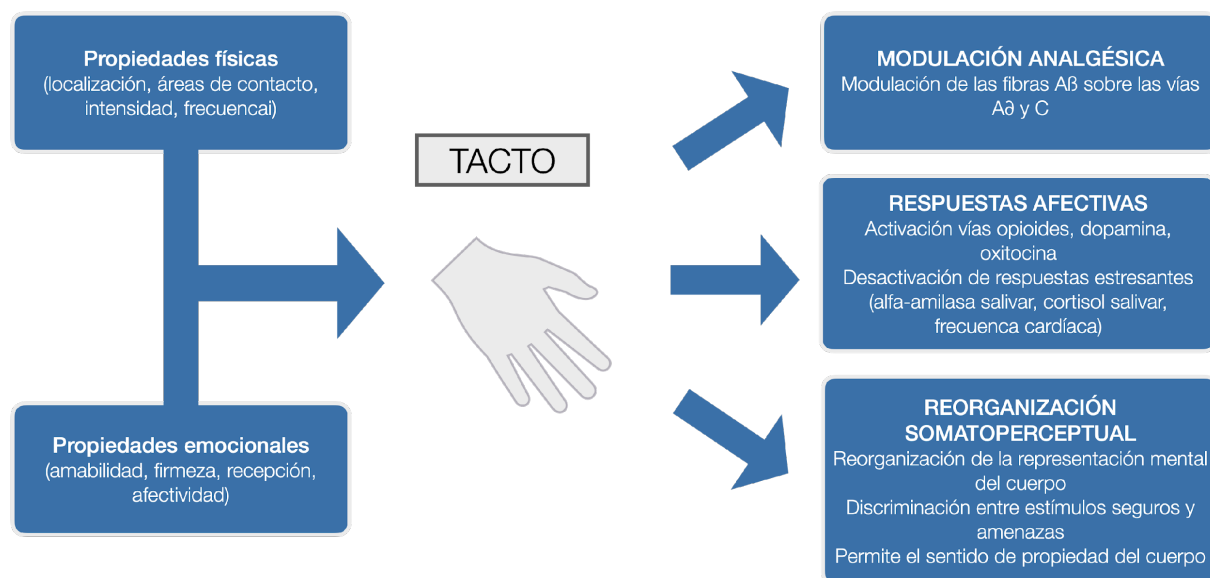 Propiedades físicas
(localización, áreas de contacto,
intensidad, frecuencai)
Propiedades emocionales
(amabilidad, firmeza, recepción,
afectividad)
TACTO
MODULACIÓN ANALGÉSICA
Modulación de las fibras Aß sobre las vías
A∂ y C
RESPUESTAS AFECTIVAS
Activación vías opioides, dopamina,
oxitocina
Desactivación de respuestas estresantes
(alfa-amilasa salivar, cortisol salivar,
frecuenca cardíaca)
REORGANIZACIÓN
SOMATOPERCEPTUAL
Reorganización de la representación mental
del cuerpo
Discriminación entre estímulos seguros y
amenazas
Permite el sentido de propiedad del cuerpo